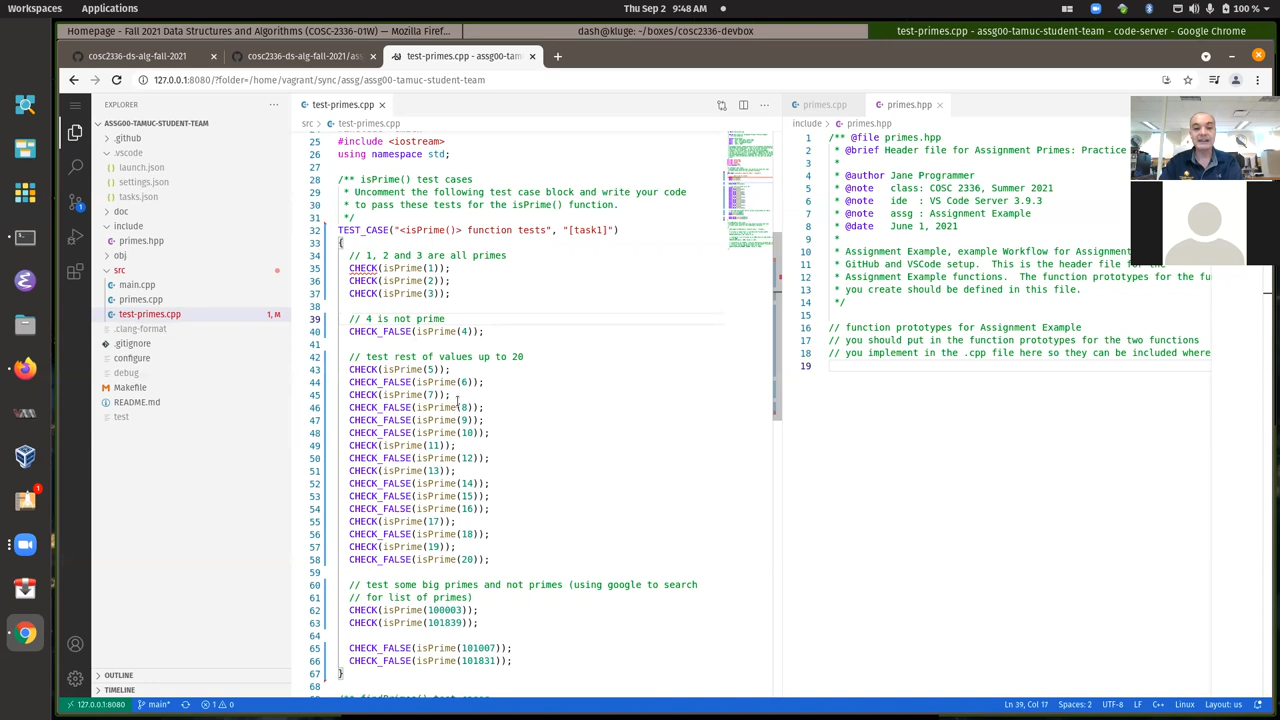 Workspaces Applications Thu Sep 2 9:48 AM 100 %
Homepage - Fall 2021 Data Structures and Algorithms (COSC-2336-01W) — Mozilla Firef... dash@kluge: ~/boxes/cosc2336-devbox test-primes.cpp - assg00-tamuc-student-team - code-server - Google Chrome
cosc2336-ds-alg-fall-2021 cosc2336-ds-alg-fall-2021/as test-primes.cpp - assg00-tam
127.0.0.1:8080/?folder=/home/vagrant/sync/assg/assg00-tamuc-student-team
EXPLORER
ASSG00-TAMUC-STUDENT-TEAM
.github
.vscode
launch.json
settings.json
tasks.json
doc
include
primes.hpp
obj
src
main.cpp
primes.cpp
test-primes.cpp 1, M
.clang-format
.gitignore
configure
debug
Makefile
README.md
test
OUTLINE
TIMELINE
test-primes.cpp
src > test-primes.cpp
25 #include <iostream>
26 using namespace std;
27
28 /** isPrime() test cases
29 * Uncomment the following test case block and write your code
30 * to pass these tests for the isPrime() function.
31 */
32 TEST_CASE("<isPrime()> function tests", "[task1]")
33 {
34 // 1, 2 and 3 are all primes
35 CHECK(isPrime(1));
36 CHECK(isPrime(2));
37 CHECK(isPrime(3));
38
39 // 4 is not prime
40 CHECK_FALSE(isPrime(4));
41
42 // test rest of values up to 20
43 CHECK(isPrime(5));
44 CHECK_FALSE(isPrime(6));
45 CHECK(isPrime(7));
46 CHECK_FALSE(isPrime(8));
47 CHECK_FALSE(isPrime(9));
48 CHECK_FALSE(isPrime(10));
49 CHECK(isPrime(11));
50 CHECK_FALSE(isPrime(12));
51 CHECK(isPrime(13));
52 CHECK_FALSE(isPrime(14));
53 CHECK_FALSE(isPrime(15));
54 CHECK_FALSE(isPrime(16));
55 CHECK(isPrime(17));
56 CHECK_FALSE(isPrime(18));
57 CHECK(isPrime(19));
58 CHECK_FALSE(isPrime(20));
59
60 // test some big primes and not primes (using google to search
61 // for list of primes)
62 CHECK(isPrime(100003));
63 CHECK(isPrime(101839));
64
65 CHECK_FALSE(isPrime(101007));
66 CHECK_FALSE(isPrime(101831));
67 }
68
primes.cpp primes.hpp
include > primes.hpp
1 /** @file primes.hpp
2 * @brief Header file for Assignment Primes: Practice
3 *
4 * @author Jane Programmer
5 * @note class: COSC 2336, Summer 2021
6 * @note ide : VS Code Server 3.9.3
7 * @note assg : Assignment Example
8 * @date June 1, 2021
9 *
10 * Assignment Example, example Workflow for Assignment
11 * GitHub and VSCode setup. This is the header file for the
12 * Assignment Example functions. The function prototypes for the fu
13 * you create should be defined in this file.
14 */
15
16 // function prototypes for Assignment Example
17 // you should put in the function prototypes for the two functions
18 // you implement in the .cpp file here so they can be included where
19
127.0.0.1:8080 main* 1 0 Ln 39, Col 17 Spaces: 2 UTF-8 LF C++ Linux Layout: us